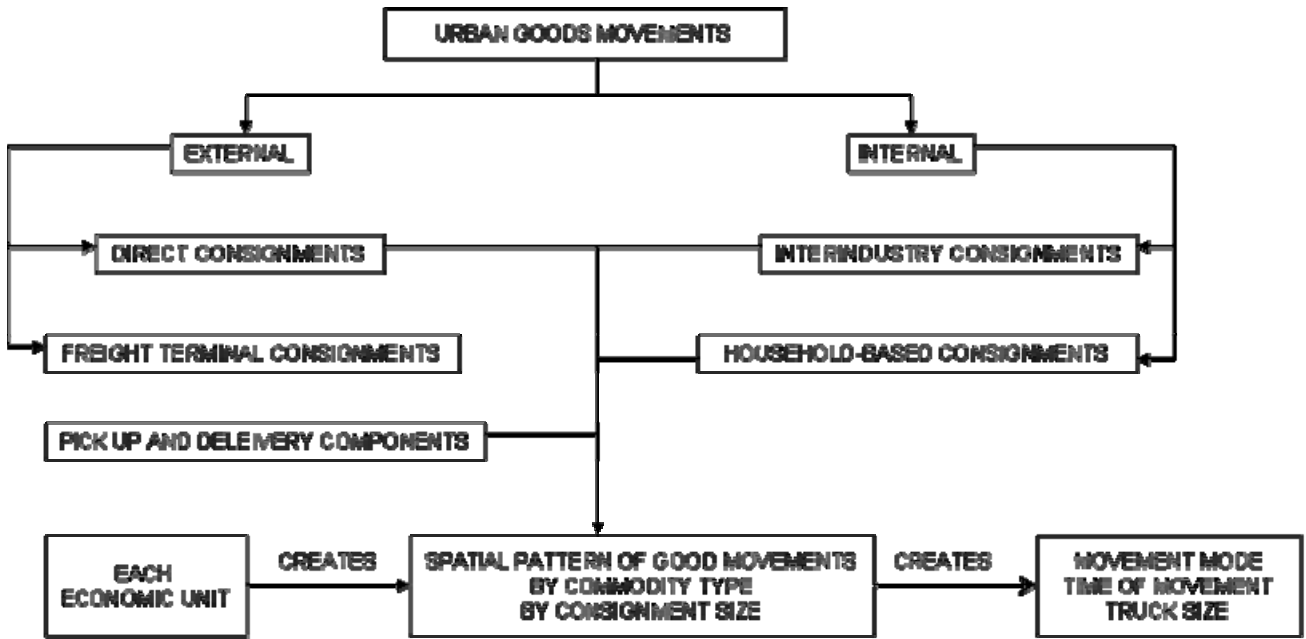 URBAN GOODS MOVEMENTS
EXTERNAL
INTERNAL
DIRECT CONSIGNMENTS
INTERINDUSTRY CONSIGNMENTS
FREIGHT TERMINAL CONSIGNMENTS
HOUSEHOLD-BASED CONSIGNMENTS
PICK UP AND DELEIVERY COMPONENTS
EACH
ECONOMIC UNIT
CREATES
SPATIAL PATTERN OF GOOD MOVEMENTS
BY COMMODITY TYPE
BY CONSIGNMENT SIZE
CREATES
MOVEMENT MODE
TIME OF MOVEMENT
TRUCK SIZE